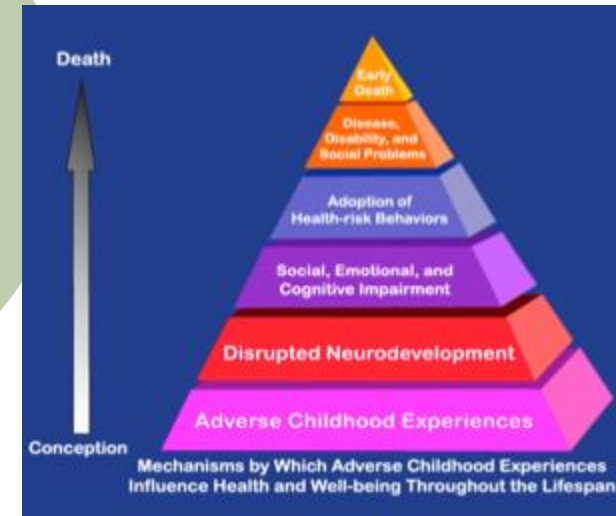 Death
Early
Death
Disease,
Disability, and
Social Problems
Adoption of
Health-risk Behaviors
Social, Emotional, and
Cognitive Impairment
Disrupted Neurodevelopment
Adverse Childhood Experiences
Conception
Mechanisms by Which Adverse Childhood Experiences
Influence Health and Well-being Throughout the Lifespan